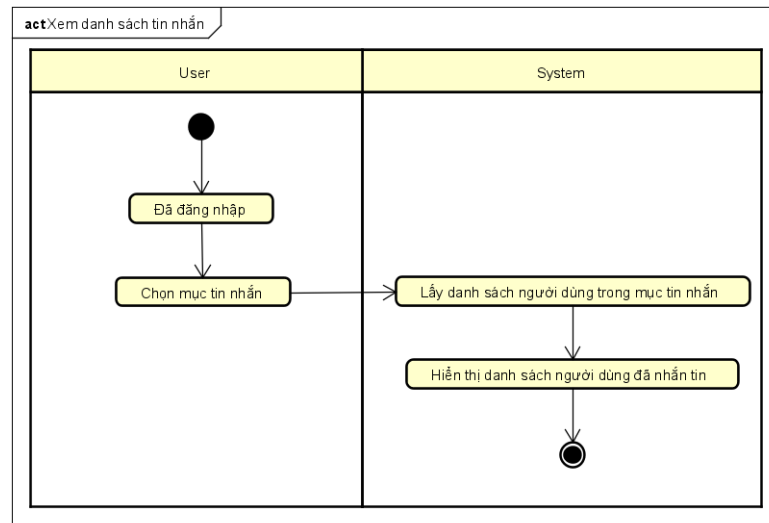 actXem danh sách tin nhắn
User
System
Đã đăng nhập
Chọn mục tin nhắn
Lấy danh sách người dùng trong mục tin nhắn
Hiển thị danh sách người dùng đã nhắn tin